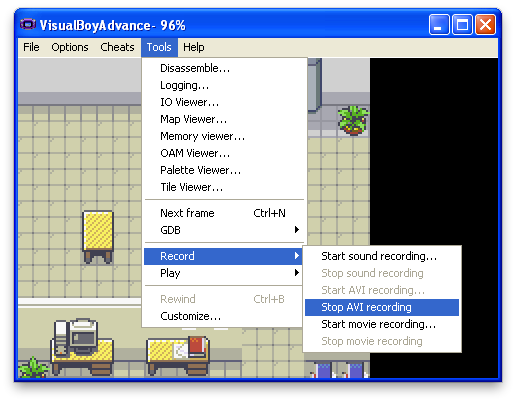 VisualBoyAdvance- 96%
File Options Cheats Tools Help
Disassemble...
Logging...
IO Viewer...
Map Viewer...
Memory viewer...
OAM Viewer...
Palette Viewer...
Tile Viewer...
Next frame Ctrl+N
GDB
Record
Play
Rewind Ctrl+B
Customize...
Start sound recording...
Stop sound recording
Start AVI recording...
Stop AVI recording
Start movie recording...
Stop movie recording